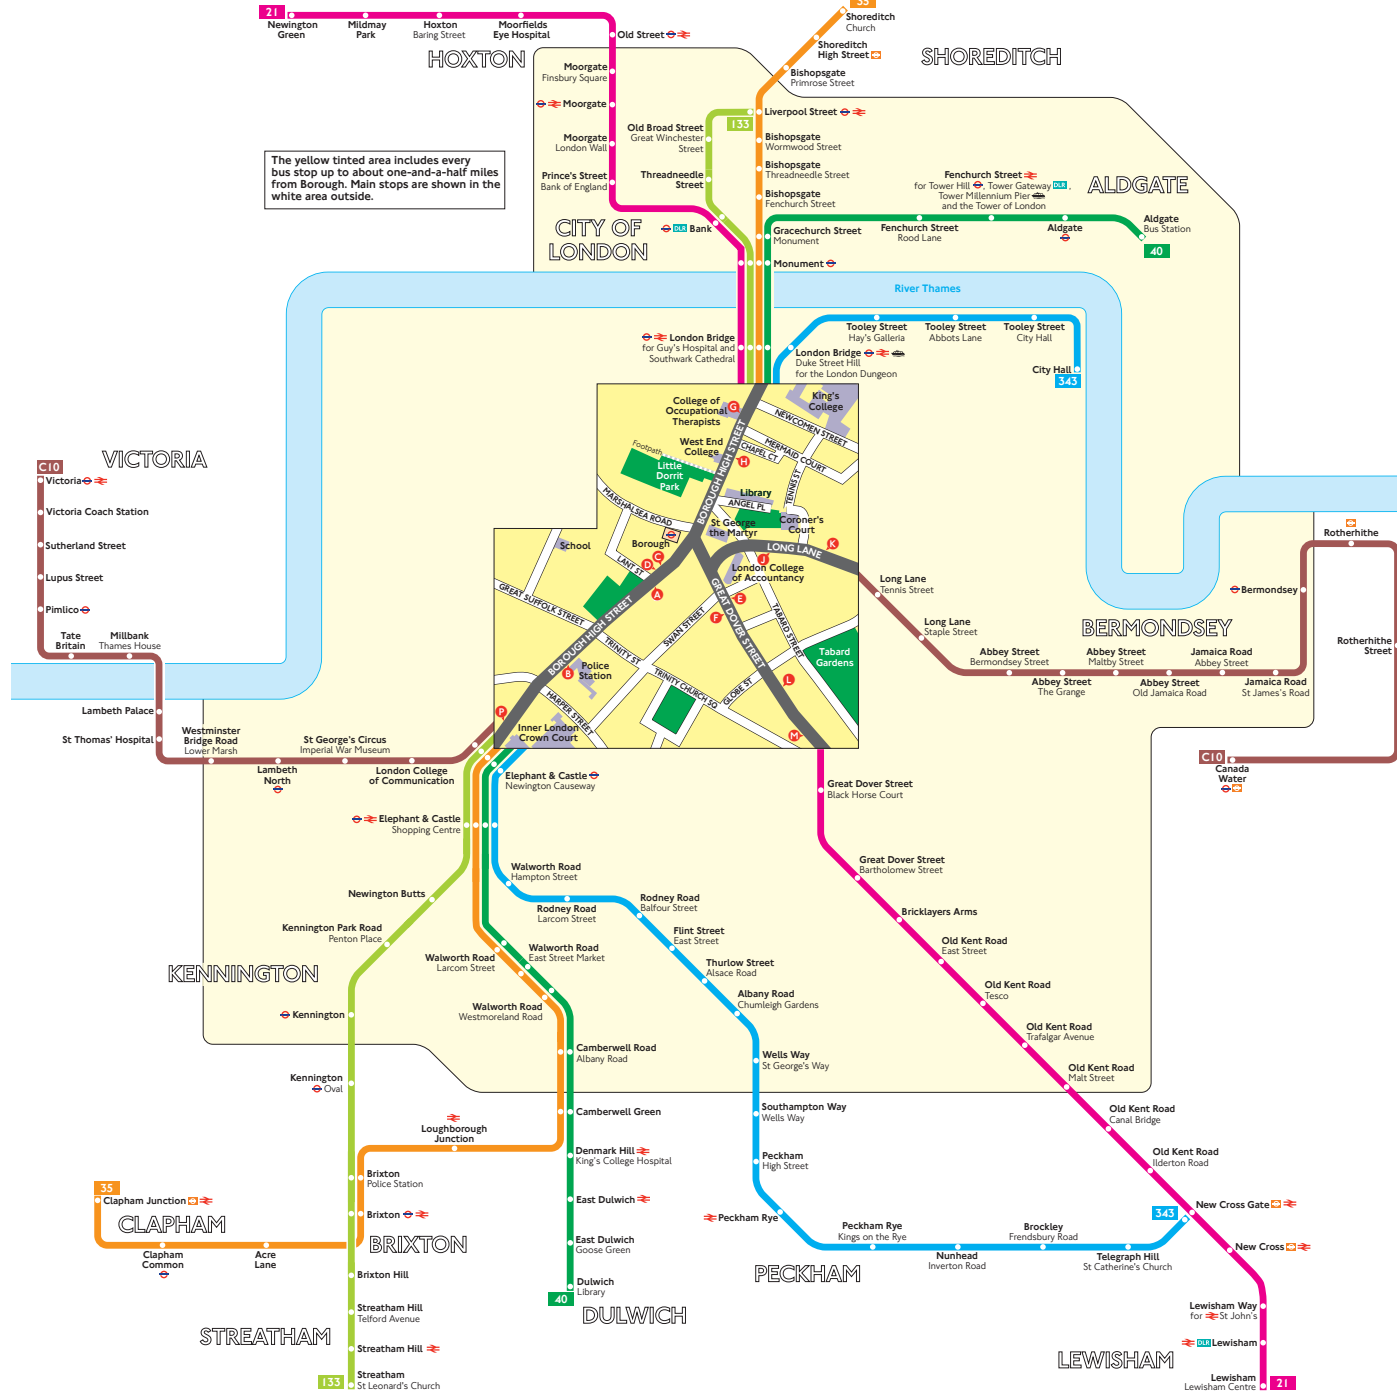 21
Newington
Green
Mildmay
Park
Hoxton
Baring Street
Moorfields
Eye Hospital
Old Street
HOXTON
35
Shoreditch
Church
Shoreditch
High Street
SHOREDITCH
Bishopsgate
Primrose Street
Moorgate
Finsbury Square
Moorgate
Moorgate
London Wall
Prince's Street
Bank of England
133
Liverpool Street
Old Broad Street
Great Winchester
Street
Threadneedle
Street
Bishopsgate
Wormwood Street
Bishopsgate
Threadneedle Street
Bishopsgate
Fenchurch Street
The yellow tinted area includes every
bus stop up to about one-and-a-half miles
from Borough. Main stops are shown in the
white area outside.
Fenchurch Street
for Tower Hill , Tower Gateway DLR ,
Tower Millennium Pier
and the Tower of London
ALDGATE
CITY OF
LONDON
DLR Bank
Gracechurch Street
Monument
Fenchurch Street
Rood Lane
Aldgate
Aldgate
Bus Station
40
Monument
River Thames
London Bridge
for Guy's Hospital and
Southwark Cathedral
London Bridge
Duke Street Hill
for the London Dungeon
Tooley Street
Hay's Galleria
Tooley Street
Abbots Lane
Tooley Street
City Hall
City Hall
343
College of
Occupational
Therapists
G
King's
College
NEWCOMEN STREET
West End
College
CHAPEL CT
MERMAID COURT
H
Footpath
Little
Dorrit
Park
TENNIS ST
BOROUGH HIGH STREET
Library
ANGEL PL
MARSHALSEA ROAD
St George
the Martyr
Coroner's
Court
School
Borough
LONG LANE
K
J
C
D
LANT ST
London College
of Accountancy
A
E
F
GREAT SUFFOLK STREET
SWAN STREET
GREAT DOVER STREET
TABARD STREET
BOROUGH HIGH STREET
TRINITY ST
Tabard
Gardens
B
Police
Station
TRINITY CHURCH SQ
GLOBE ST
L
HARPER STREET
P
Inner London
Crown Court
M
VICTORIA
C10
Victoria
Victoria Coach Station
Sutherland Street
Lupus Street
Pimlico
Tate
Britain
Millbank
Thames House
Lambeth Palace
St Thomas' Hospital
Westminster
Bridge Road
Lower Marsh
Lambeth
North
St George's Circus
Imperial War Museum
London College
of Communication
Long Lane
Tennis Street
Long Lane
Staple Street
Abbey Street
Bermondsey Street
Abbey Street
The Grange
Abbey Street
Maltby Street
Abbey Street
Old Jamaica Road
Jamaica Road
Abbey Street
Jamaica Road
St James's Road
BERMONDSEY
Bermondsey
Rotherhithe
Rotherhithe
Street
C10
Canada
Water
Elephant & Castle
Newington Causeway
Elephant & Castle
Shopping Centre
Great Dover Street
Black Horse Court
Great Dover Street
Bartholomew Street
Bricklayers Arms
Old Kent Road
East Street
Old Kent Road
Tesco
Old Kent Road
Trafalgar Avenue
Old Kent Road
Malt Street
Old Kent Road
Canal Bridge
Old Kent Road
Ilderton Road
New Cross Gate
New Cross
Lewisham Way
for St John's
DLR Lewisham
Lewisham
Lewisham Centre
21
LEWISHAM
Walworth Road
Hampton Street
Rodney Road
Larcom Street
Rodney Road
Balfour Street
Flint Street
East Street
Thurlow Street
Alsace Road
Albany Road
Chumleigh Gardens
Wells Way
St George's Way
Southampton Way
Wells Way
Peckham
High Street
Peckham Rye
Peckham Rye
Kings on the Rye
Nunhead
Inverton Road
Brockley
Frendsbury Road
Telegraph Hill
St Catherine's Church
343
PECKHAM
Newington Butts
Kennington Park Road
Penton Place
KENNINGTON
Kennington
Kennington
Oval
Walworth Road
Larcom Street
Walworth Road
East Street Market
Walworth Road
Westmoreland Road
Camberwell Road
Albany Road
Camberwell Green
Loughborough
Junction
Denmark Hill
King's College Hospital
East Dulwich
East Dulwich
Goose Green
Dulwich
Library
40
DULWICH
Brixton
Police Station
Brixton
BRIXTON
35
Clapham Junction
CLAPHAM
Clapham
Common
Acre
Lane
Brixton Hill
Streatham Hill
Telford Avenue
STREATHAM
Streatham Hill
133
Streatham
St Leonard's Church